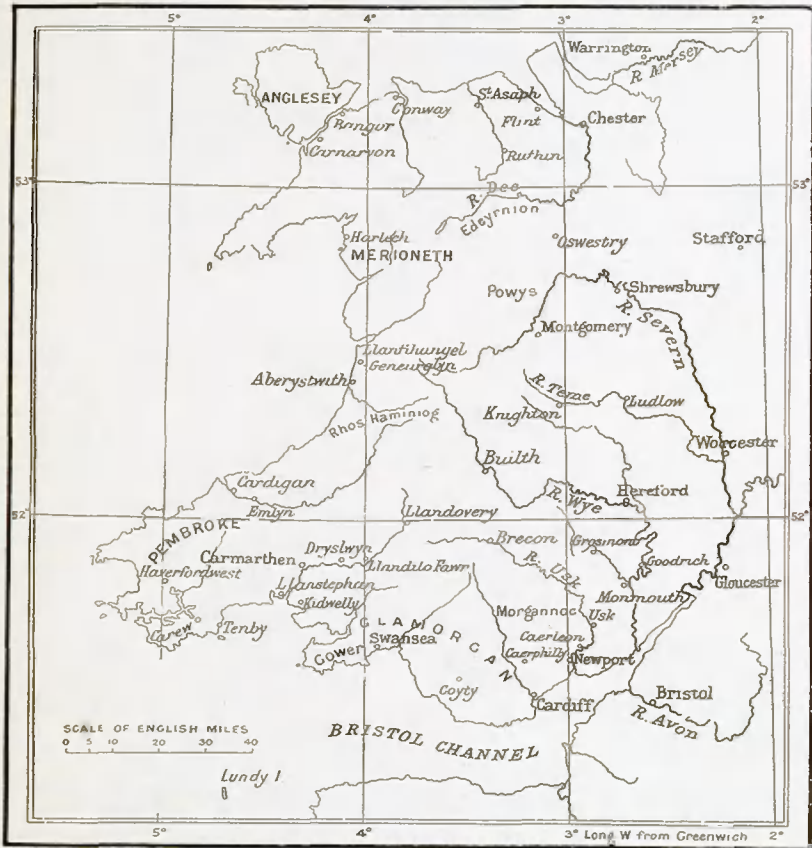 5°
4°
3°
2°
Warrington
R. Mersey
ANGLESEY
Conway
St Asaph
Bangor
Flint
Chester
Carnarvon
Ruthin
53°
R. Dee
Edeyrnion
Harlech
Oswestry
Stafford
MERIONETH
Powys
Shrewsbury
R. Severn
Montgomery
Llanfihangel
Geneurglyn
Aberystwith
R. Teme
Ludlow
Knighton
Rhos Haminiog
Worcester
Builth
Cardigan
R. Wye
Hereford
52°
Emlyn
Llandovery
PEMBROKE
Brecon
Grosmont
Carmarthen
Dryslwyn
Goodrich
Haverfordwest
Llandilo Fawr
R. Usk
Gloucester
Llanstephan
Monmouth
Kidwelly
Morgannoc
Usk
Carew
Tenby
GLAMORGAN
Caerleon
Gower
Swansea
Caerphilly
Newport
Coyty
Cardiff
Bristol
R. Avon
SCALE OF ENGLISH MILES
0 5 10 20 30 40
BRISTOL CHANNEL
Lundy I.
5°
4°
3° Long W from Greenwich 2°